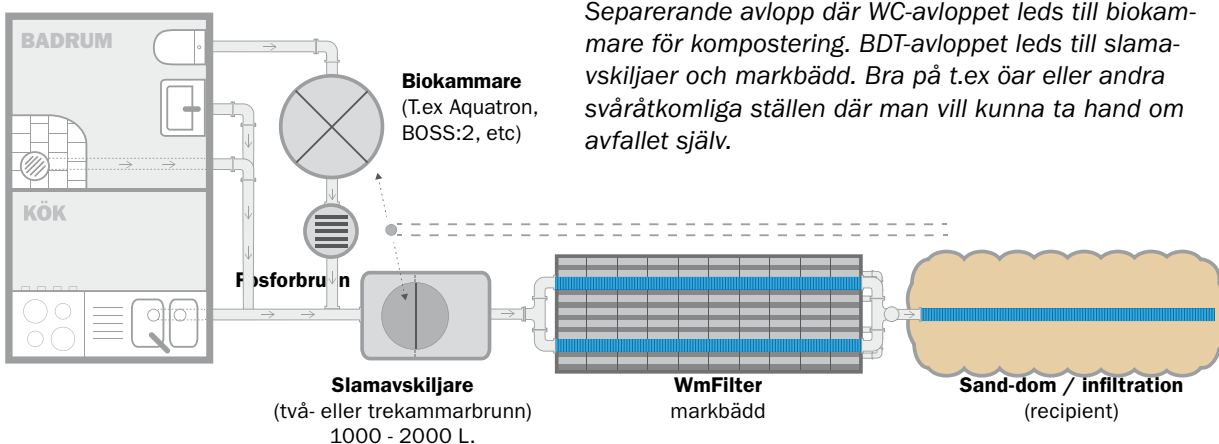 Separerande avlopp där WC-avloppet leds till biokam-
mare för kompostering. BDT-avloppet leds till slama-
vskiljaer och markbädd. Bra på t.ex öar eller andra
svåråtkomliga ställen där man vill kunna ta hand om
avfallet själv.
BADRUM
Biokammare
(T.ex Aquatron,
BOSS:2, etc)
KÖK
Fosforbrunn
Slamavskiljare
(två- eller trekammarbrunn)
1000 - 2000 L.
WmFilter
markbädd
Sand-dom / infiltration
(recipient)